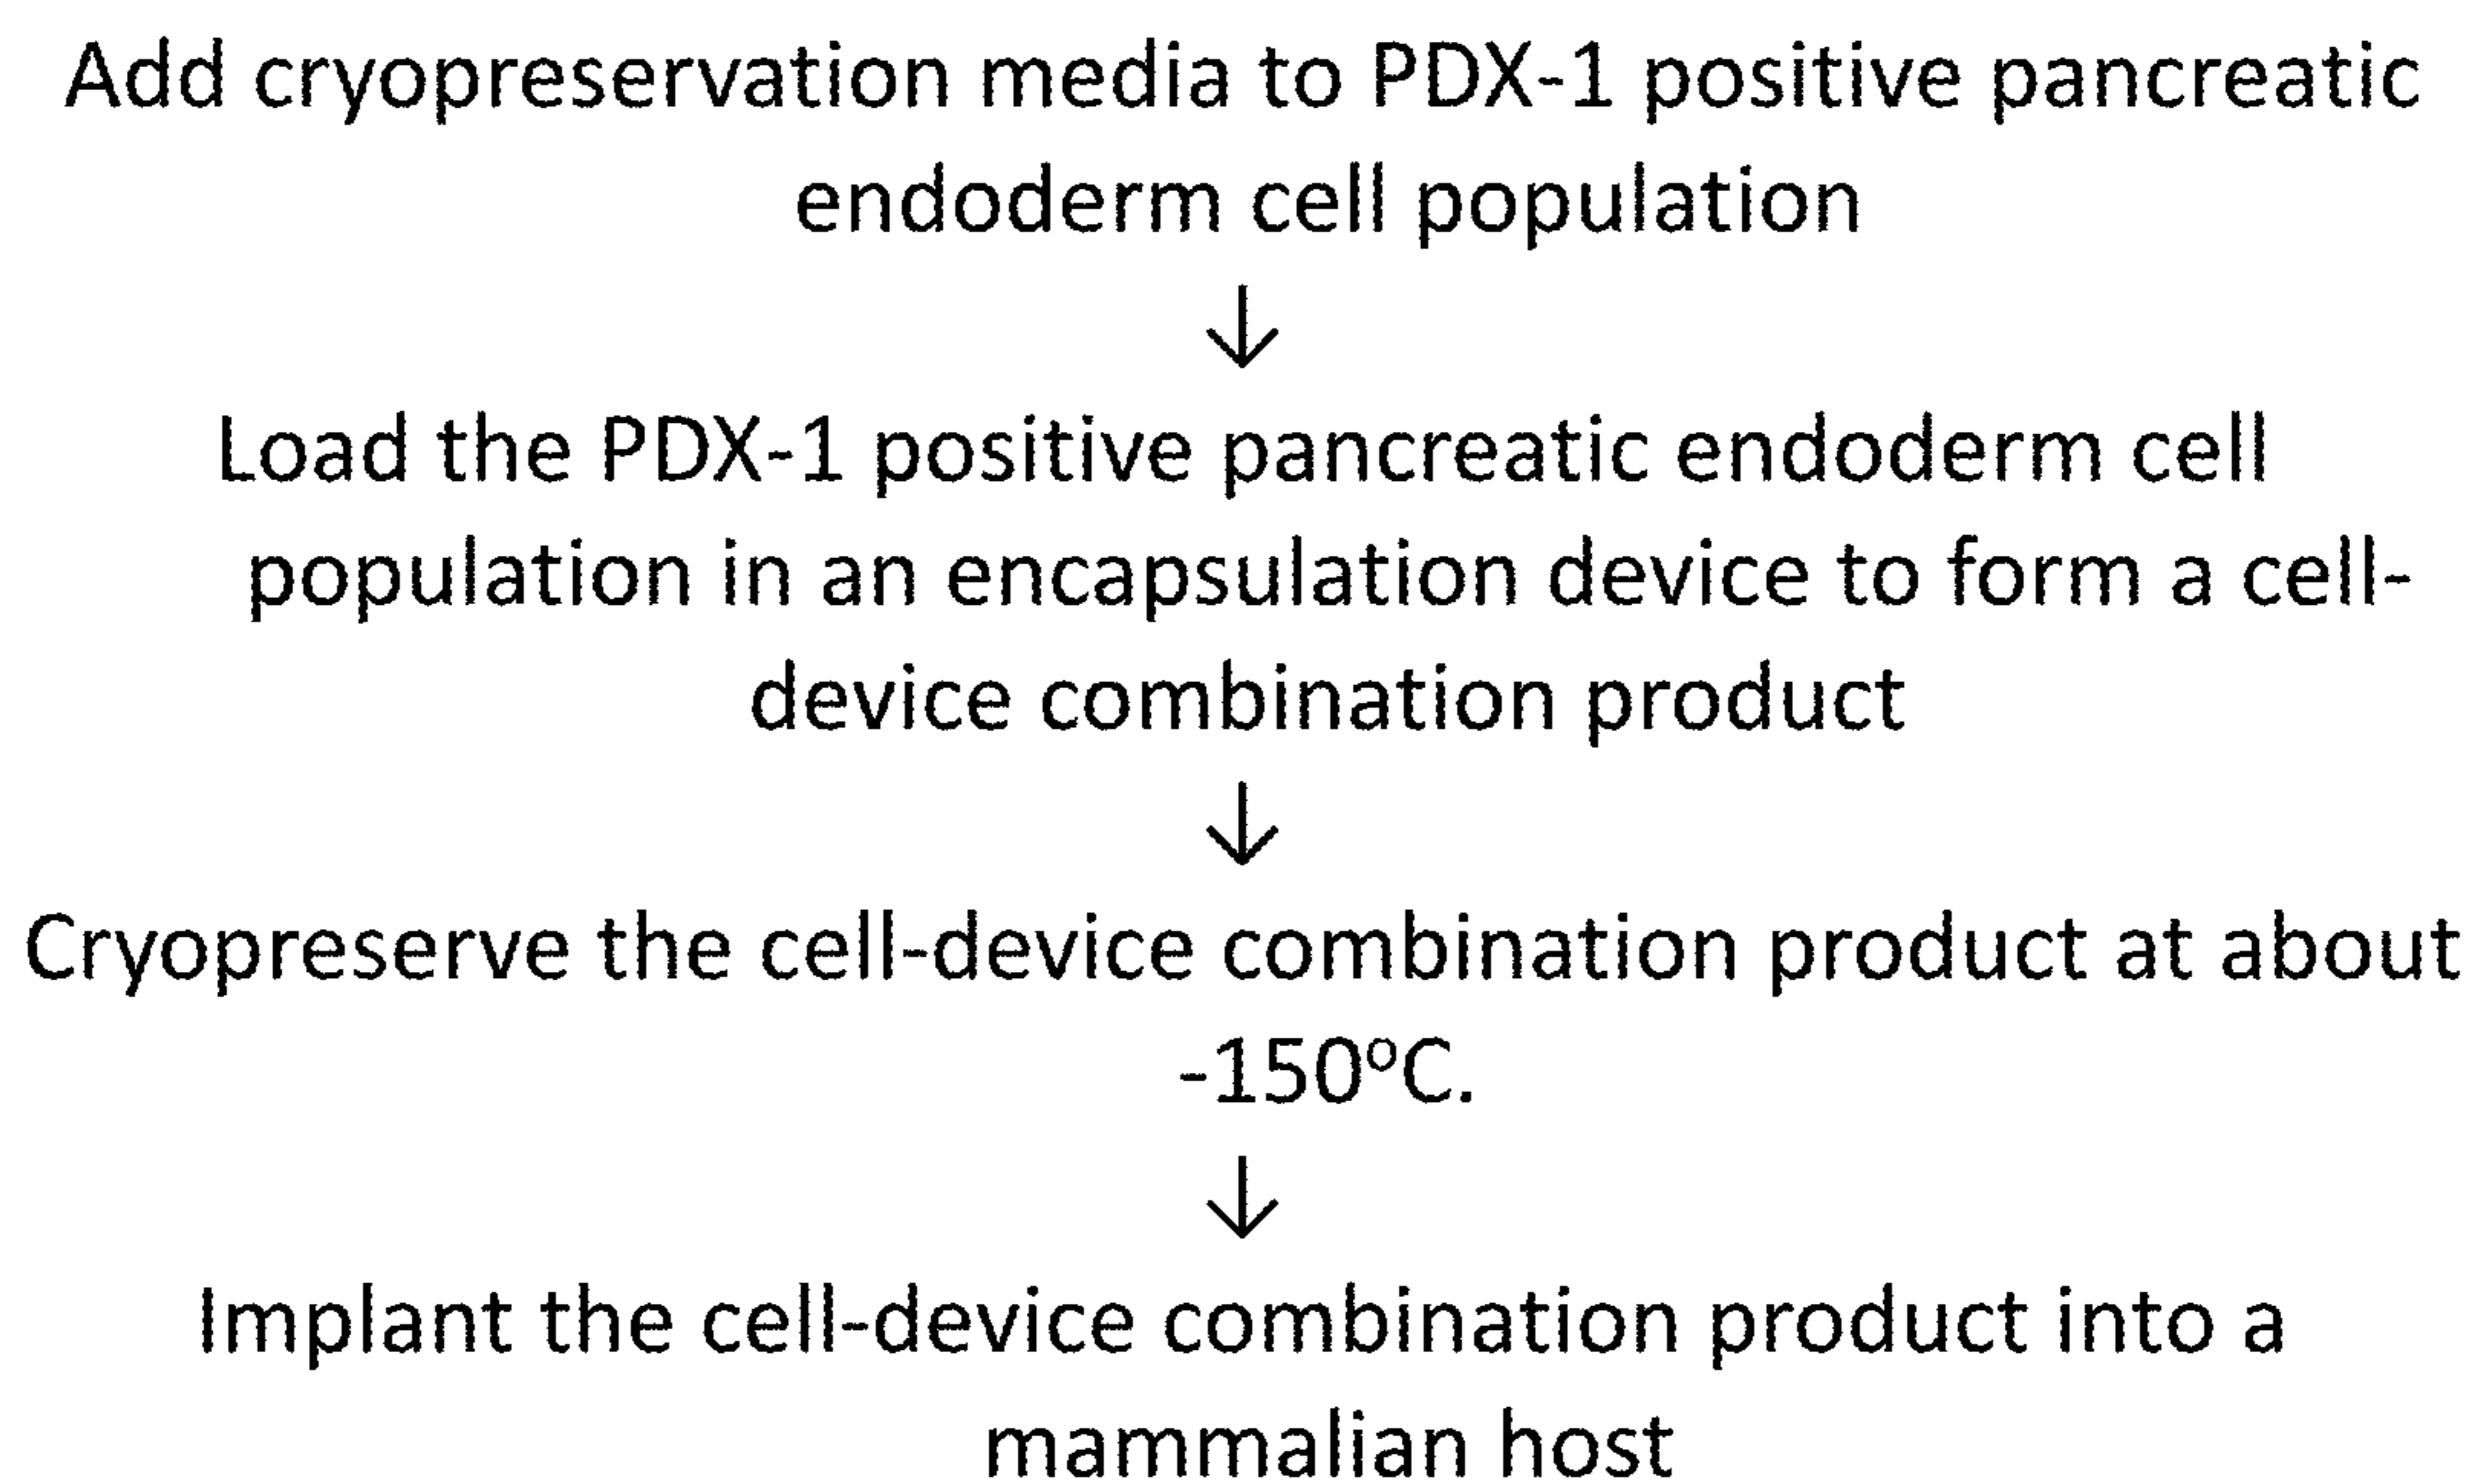 Add cryopreservation media to PDX-1 positive pancreatic
endoderm cell population
↓
Load the PDX-1 positive pancreatic endoderm cell
population in an encapsulation device to form a cell-
device combination product
↓
Cryopreserve the cell-device combination product at about
-150ºC.
↓
Implant the cell-device combination product into a
mammalian host